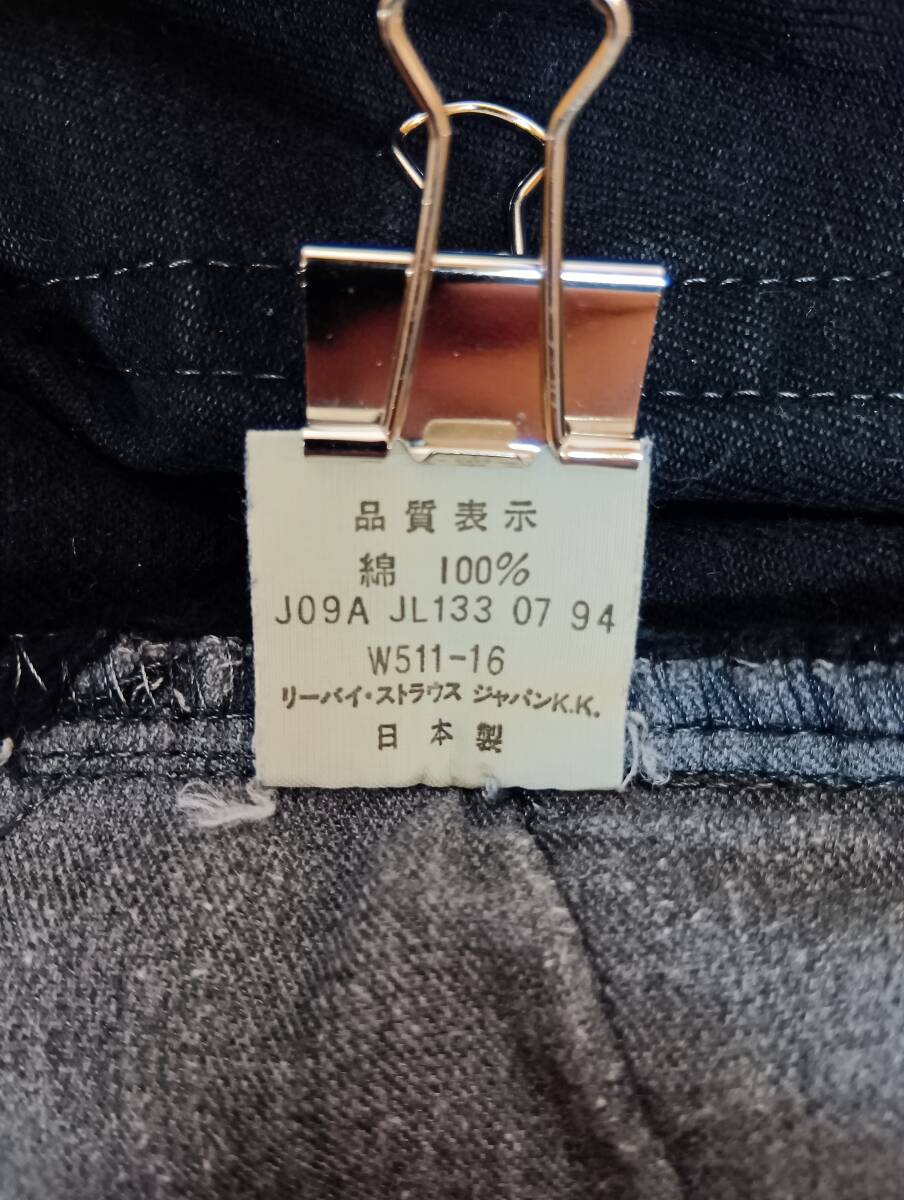 品質表示
綿 100%
J09A JL133 07 94
W511-16
リーバイ・ストラウス ジャパンK.K.
日本製